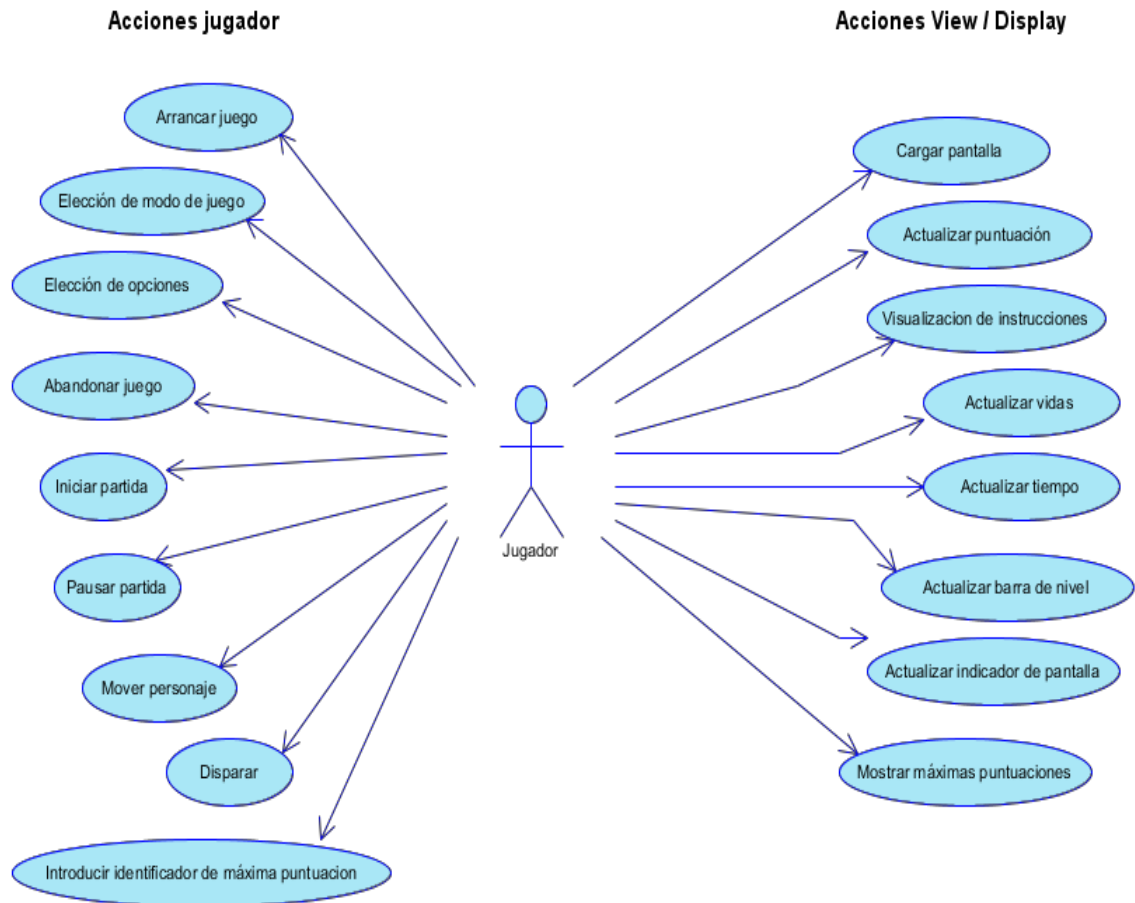 Acciones jugador
Acciones View / Display
Arrancar juego
Elección de modo de juego
Elección de opciones
Abandonar juego
Iniciar partida
Pausar partida
Mover personaje
Disparar
Introducir identificador de máxima puntuacion
Jugador
Cargar pantalla
Actualizar puntuación
Visualizacion de instrucciones
Actualizar vidas
Actualizar tiempo
Actualizar barra de nivel
Actualizar indicador de pantalla
Mostrar máximas puntuaciones